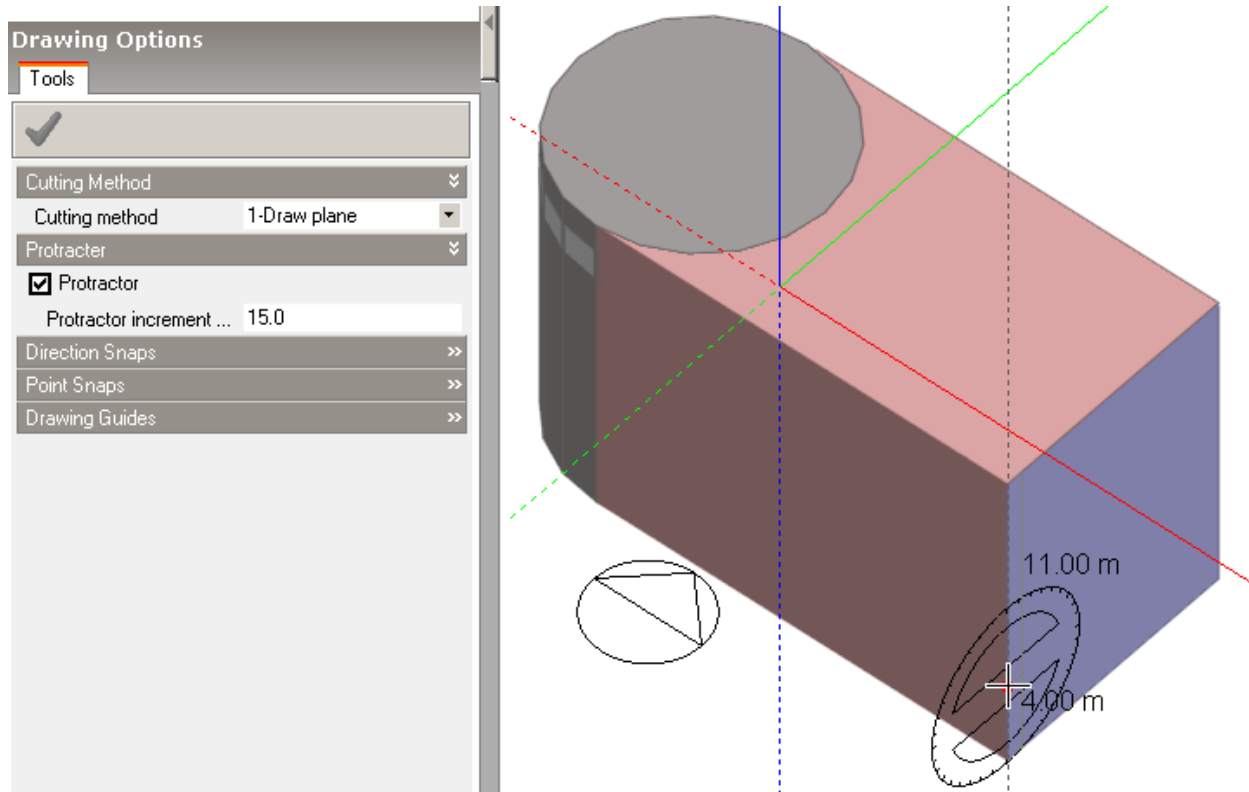 Drawing Options
Tools
Cutting Method
Cutting method 1-Draw plane
Protracter
Protractor
Protractor increment ... 15.0
Direction Snaps
Point Snaps
Drawing Guides
11.00 m
4.00 m